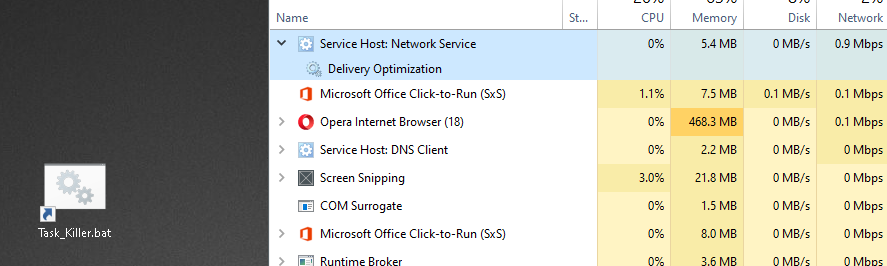 Name St... CPU Memory Disk Network
Service Host: Network Service 0% 5.4 MB 0 MB/s 0.9 Mbps
Delivery Optimization
Microsoft Office Click-to-Run (SxS) 1.1% 7.5 MB 0.1 MB/s 0.1 Mbps
Opera Internet Browser (18) 0% 468.3 MB 0 MB/s 0.1 Mbps
Service Host: DNS Client 0% 2.2 MB 0 MB/s 0 Mbps
Screen Snipping 3.0% 21.8 MB 0 MB/s 0 Mbps
COM Surrogate 0% 1.5 MB 0 MB/s 0 Mbps
Microsoft Office Click-to-Run (SxS) 0% 8.0 MB 0 MB/s 0 Mbps
Runtime Broker 0% 3.6 MB 0 MB/s 0 Mbps
Task_Killer.bat